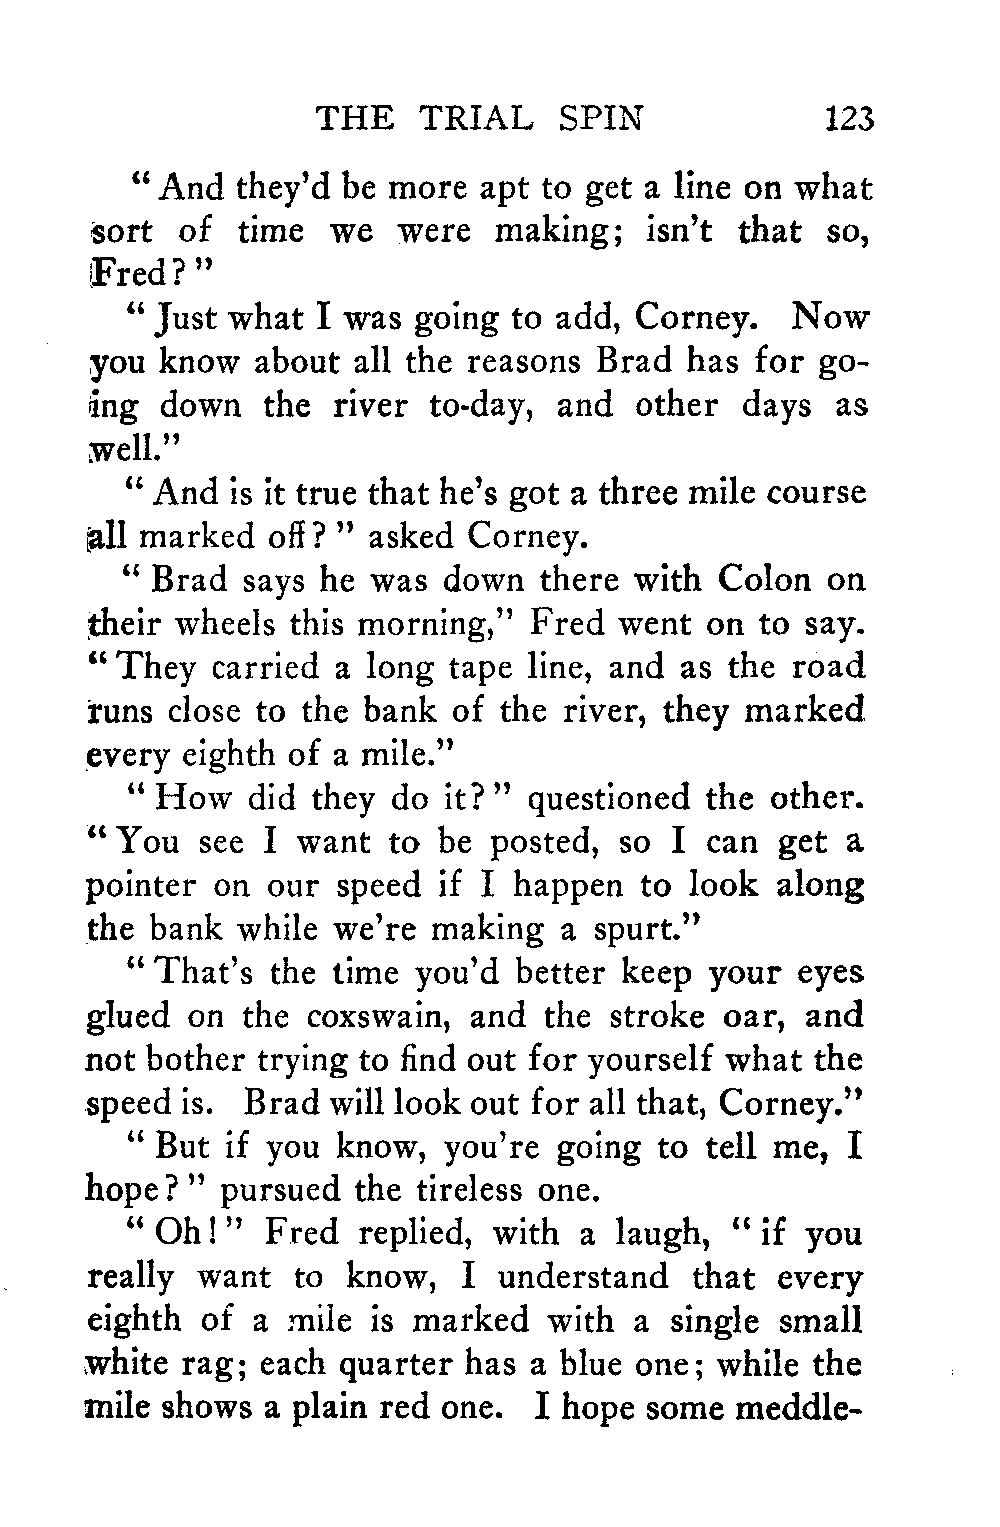 THE TRIAL SPIN 123
“ And they’d be more apt to get a line on what
sort of time we were making; isn’t that so,
Fred? ”
“ Just what I was going to add, Corney. Now
you know about all the reasons Brad has for go-
ing down the river to-day, and other days as
well.”
“ And is it true that he’s got a three mile course
all marked off? ” asked Corney.
“ Brad says he was down there with Colon on
their wheels this morning,” Fred went on to say.
“ They carried a long tape line, and as the road
runs close to the bank of the river, they marked
every eighth of a mile.”
“ How did they do it? ” questioned the other.
“ You see I want to be posted, so I can get a
pointer on our speed if I happen to look along
the bank while we’re making a spurt.”
“ That’s the time you’d better keep your eyes
glued on the coxswain, and the stroke oar, and
not bother trying to find out for yourself what the
speed is. Brad will look out for all that, Corney.”
“ But if you know, you’re going to tell me, I
hope? ” pursued the tireless one.
“ Oh! ” Fred replied, with a laugh, “ if you
really want to know, I understand that every
eighth of a mile is marked with a single small
white rag; each quarter has a blue one; while the
mile shows a plain red one. I hope some meddle-